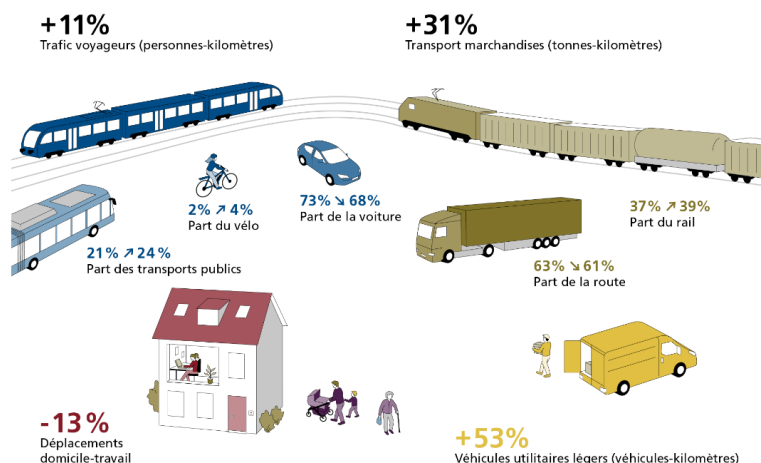 +11%
Trafic voyageurs (personnes-kilomètres)
+31%
Transport marchandises (tonnes-kilomètres)
2% ↗ 4%
Part du vélo
73% ↘ 68%
Part de la voiture
37% ↗ 39%
Part du rail
21% ↗ 24%
Part des transports publics
63% ↘ 61%
Part de la route
-13%
Déplacements
domicile-travail
+53%
Véhicules utilitaires légers (véhicules-kilomètres)